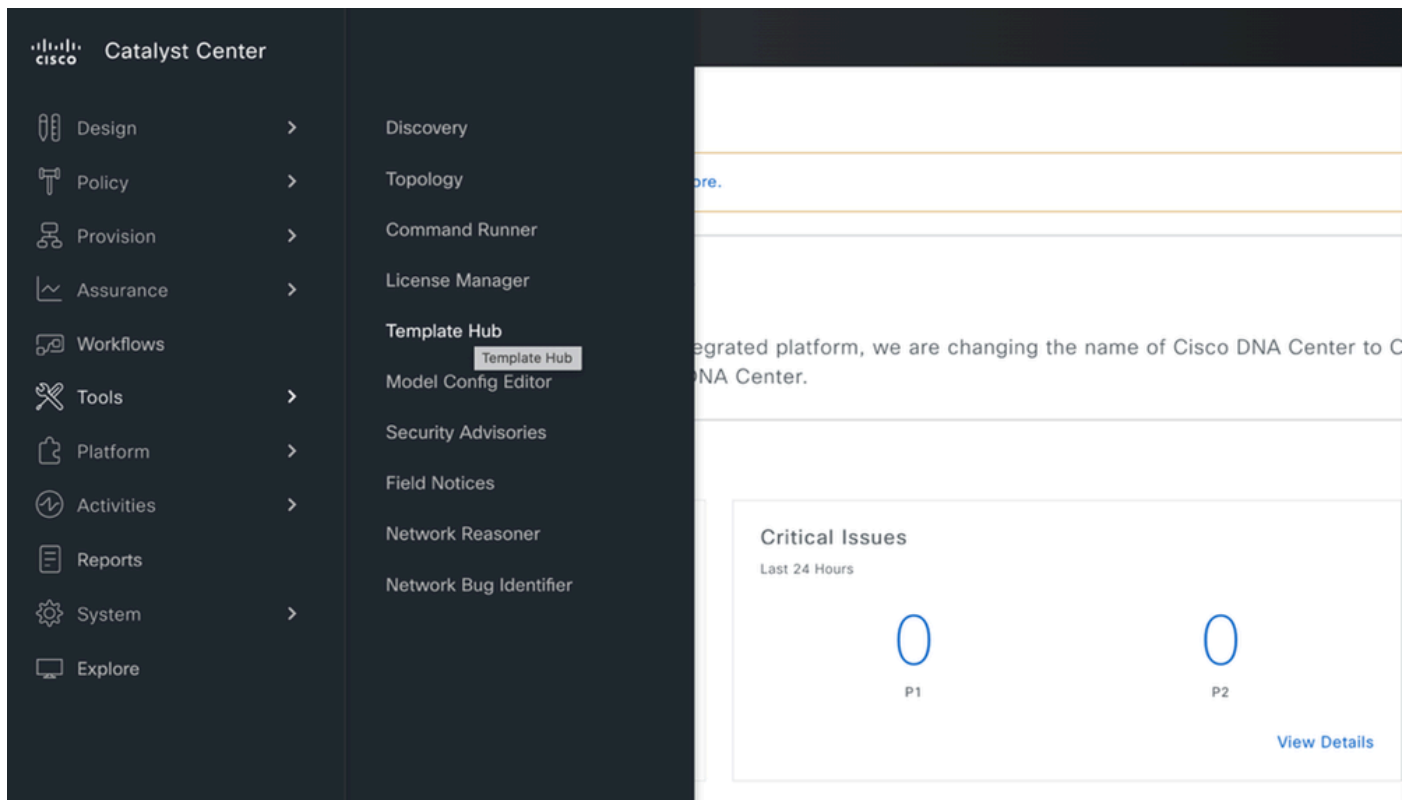 CISCO
Catalyst Center
Design
Policy
Provision
Assurance
Workflows
Tools
Platform
Activities
Reports
System
Explore
Discovery
Topology
Command Runner
License Manager
Template Hub
Template Hub
Model Config Editor
Security Advisories
Field Notices
Network Reasoner
Network Bug Identifier
ore.
egrated platform, we are changing the name of Cisco DNA Center to C
NA Center.
Critical Issues
Last 24 Hours
0
0
P1
P2
View Details